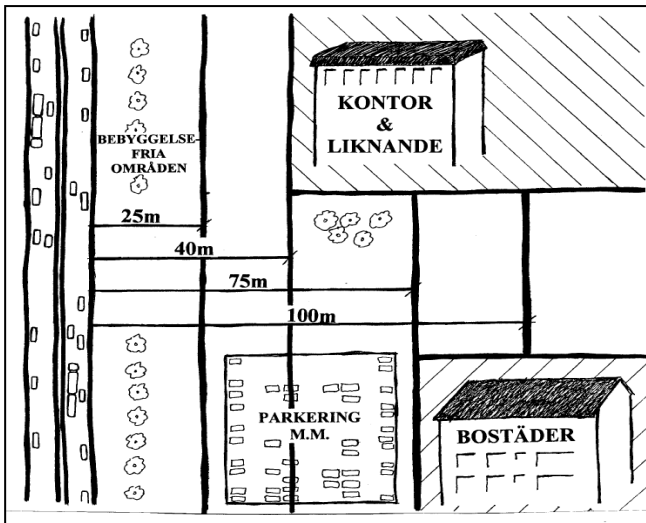 KONTOR
&
LIKNANDE
BEBYGGELSE-
FRIA
OMRÅDEN
25m
40m
75m
100m
PARKERING
M.M.
BOSTÄDER